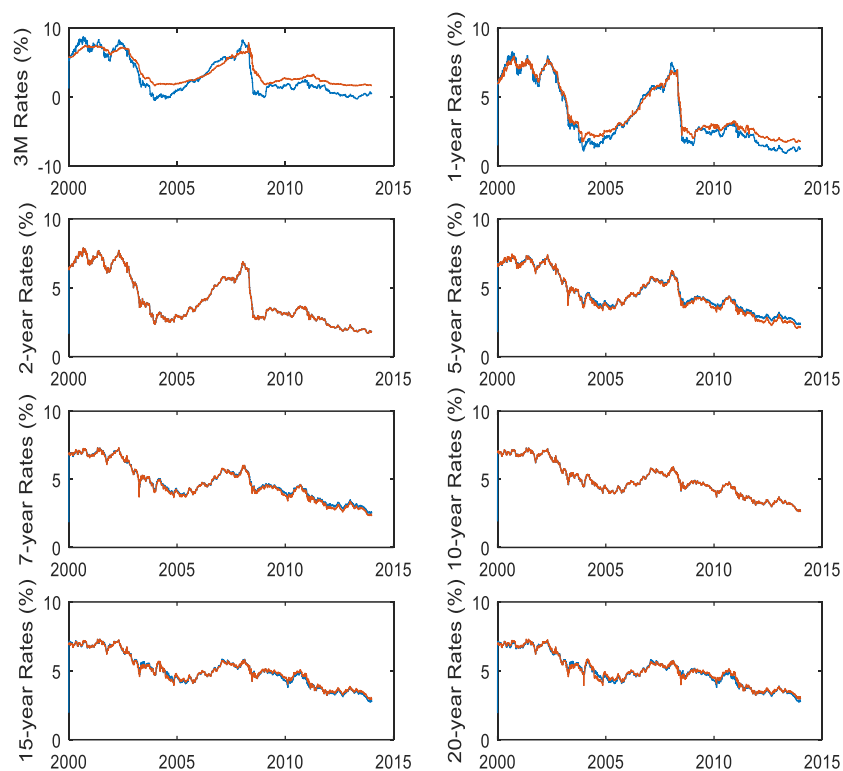 10
0
-10
3M Rates (%)
2000 2005 2010 2015
10
5
0
1-year Rates (%)
2000 2005 2010 2015
10
5
0
2-year Rates (%)
2000 2005 2010 2015
10
5
0
5-year Rates (%)
2000 2005 2010 2015
10
5
0
7-year Rates (%)
2000 2005 2010 2015
10
5
0
10-year Rates (%)
2000 2005 2010 2015
10
5
0
15-year Rates (%)
2000 2005 2010 2015
10
5
0
20-year Rates (%)
2000 2005 2010 2015